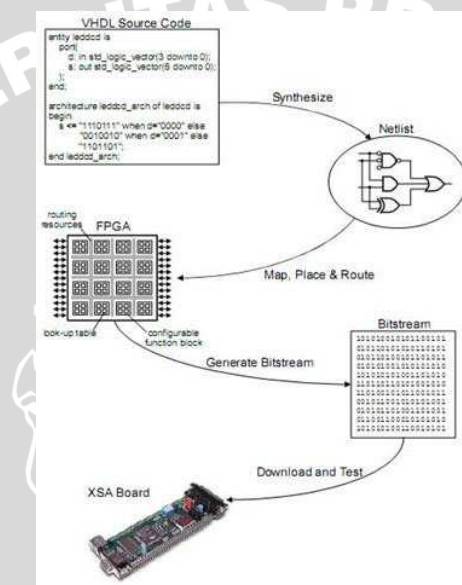 VHDL Source Code
entity leddcd is
port(
d: in std_logic_vector(3 downto 0);
s: out std_logic_vector(6 downto 0);
);
end;
architecture leddcd_arch of leddcd is
begin
s <= "1110111" when d="0000" else
"0010010" when d="0001" else
"1101101";
end leddcd_arch;
Synthesize
Netlist
routing
resources
FPGA
Map, Place & Route
look-up table
configurable
function block
Bitstream
Generate Bitstream
Download and Test
XSA Board